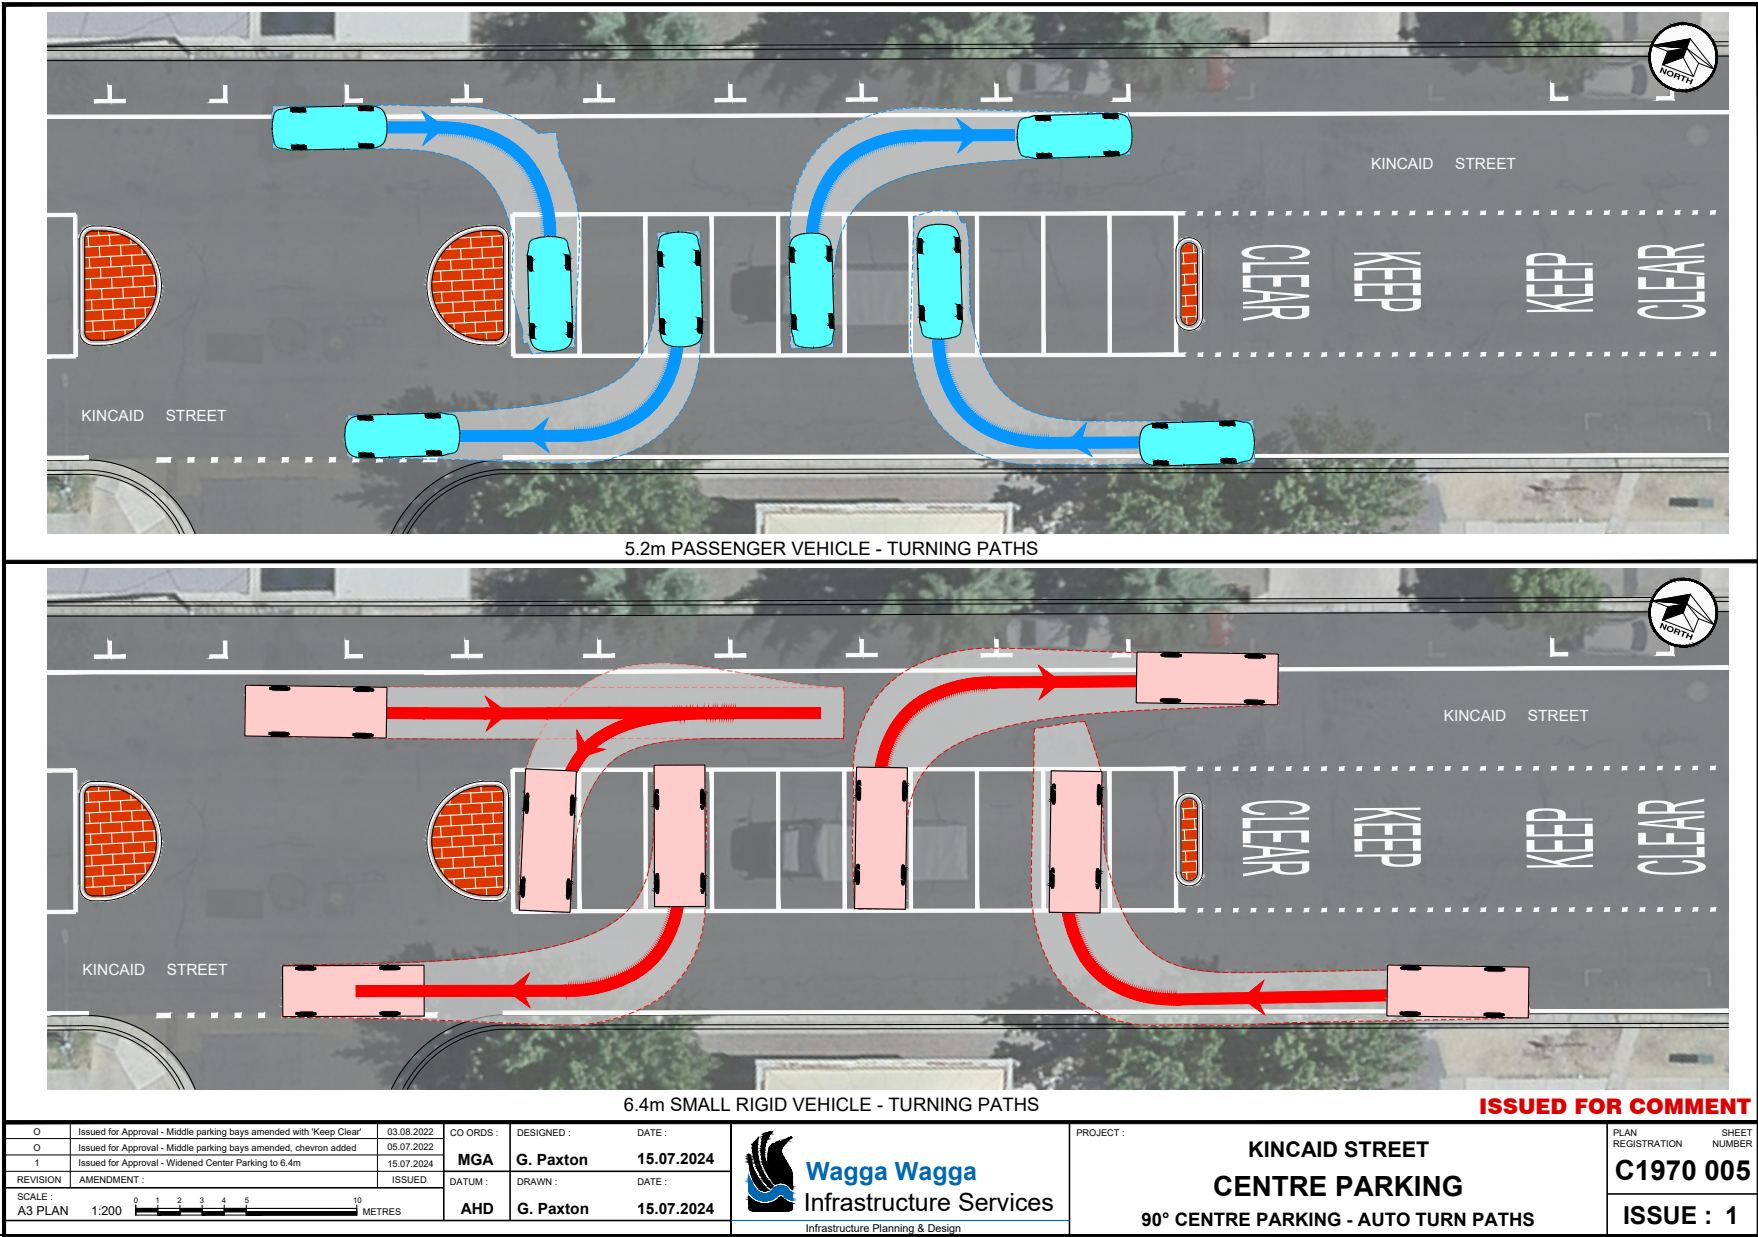 NORTH
KINCAID STREET
CLEAR
KEEP
KEEP
CLEAR
KINCAID STREET
5.2m PASSENGER VEHICLE - TURNING PATHS
NORTH
KINCAID STREET
CLEAR
KEEP
KEEP
CLEAR
KINCAID STREET
6.4m SMALL RIGID VEHICLE - TURNING PATHS
ISSUED FOR COMMENT
O Issued for Approval - Middle parking bays amended with 'Keep Clear' 03.08.2022
O Issued for Approval - Middle parking bays amended, chevron added 05.07.2022
1 Issued for Approval - Widened Center Parking to 6.4m 15.07.2024
REVISION AMENDMENT : ISSUED
SCALE :
A3 PLAN 1:200 0 1 2 3 4 5 10 METRES
CO ORDS :
MGA
DATUM :
AHD
DESIGNED : DATE :
G. Paxton 15.07.2024
DRAWN : DATE :
G. Paxton 15.07.2024
Wagga Wagga
Infrastructure Services
Infrastructure Planning & Design
PROJECT :
KINCAID STREET
CENTRE PARKING
90° CENTRE PARKING - AUTO TURN PATHS
PLAN REGISTRATION SHEET NUMBER
C1970 005
ISSUE : 1